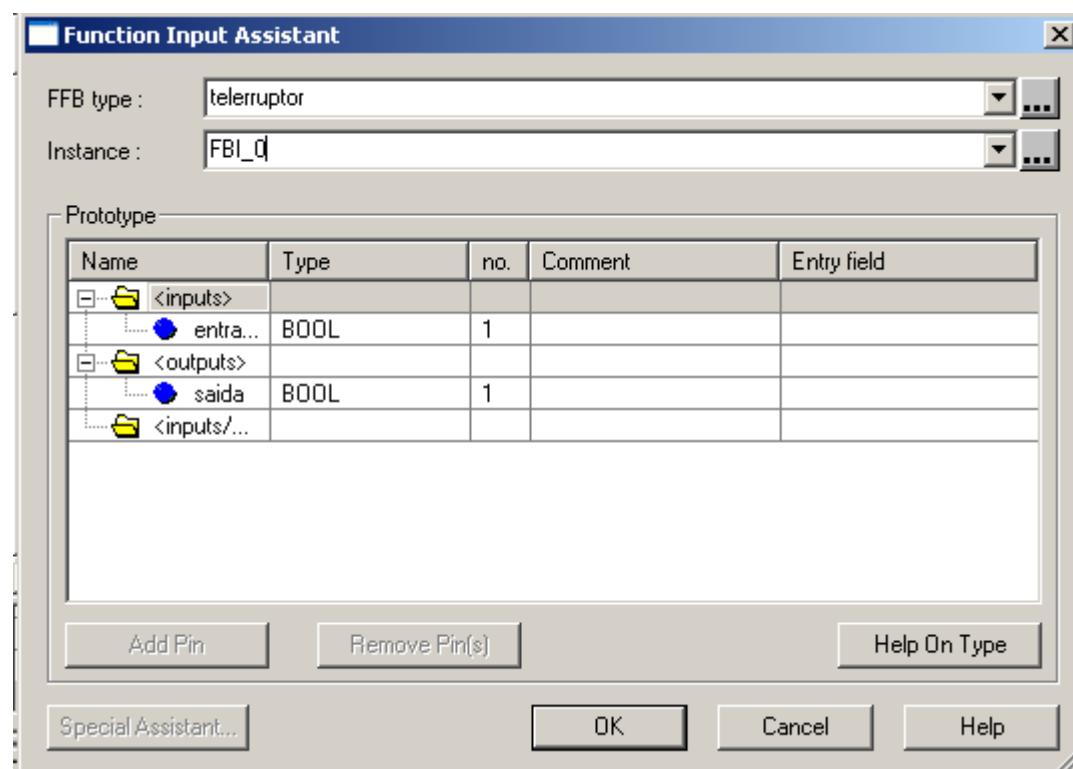 Function Input Assistant
FFB type : telerruptor ...
Instance : FBI_0 ...
Prototype
Name Type no. Comment Entry field
<inputs>
entra... BOOL 1
<outputs>
saida BOOL 1
<inputs/...
Add Pin Remove Pin(s) Help On Type
Special Assistant... OK Cancel Help